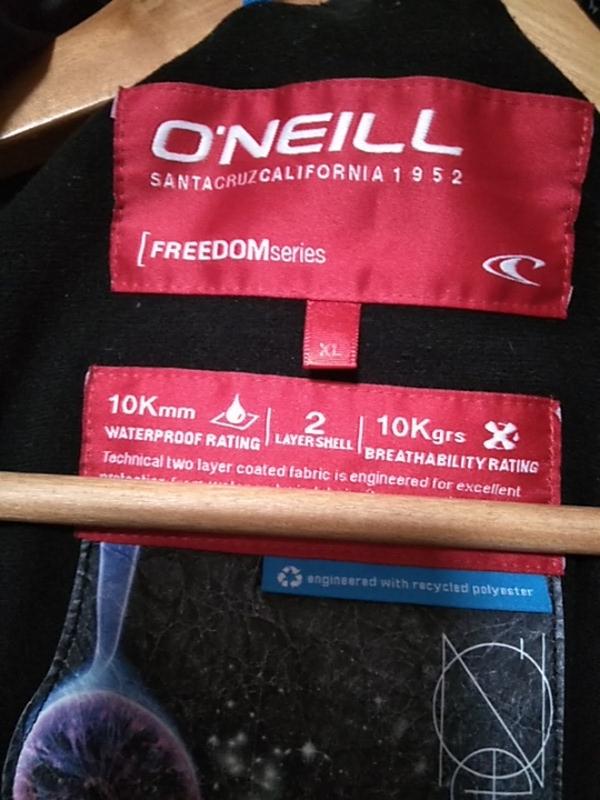 O'NEILL
SANTACRUZCALIFORNIA 1952
[FREEDOMseries
XL
10Kmm
WATERPROOF RATING
2
LAYER SHELL
10Kgrs
BREATHABILITY RATING
Technical two layer coated fabric is engineered for excellent
engineered with recycled polyester